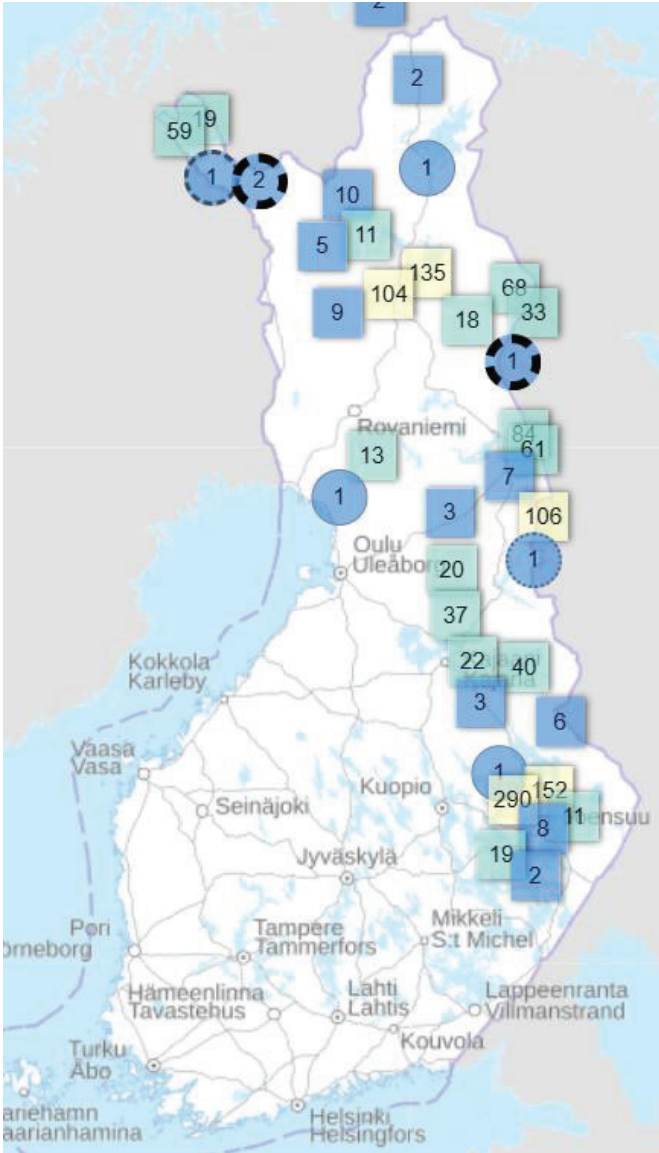 2
2
19
59
1
2
1
10
11
5
135
104
9
68
33
18
1
Rovaniemi
84
61
13
7
1
3
106
Oulu
Uleåborg
20
1
37
22
40
Kokkola
Karleby
3
6
Vaasa
Vasa
1
152
290
Kuopio
11
Seinäjoki
8
19
Jyväskylä
2
Mikkeli
S:t Michel
Pori
Tampere
Tammerfors
Hämeenlinna
Tavastehus
Lahti
Lahtis
Lappeenranta
Villmanstrand
Kouvola
Turku
Åbo
Helsinki
Helsingfors